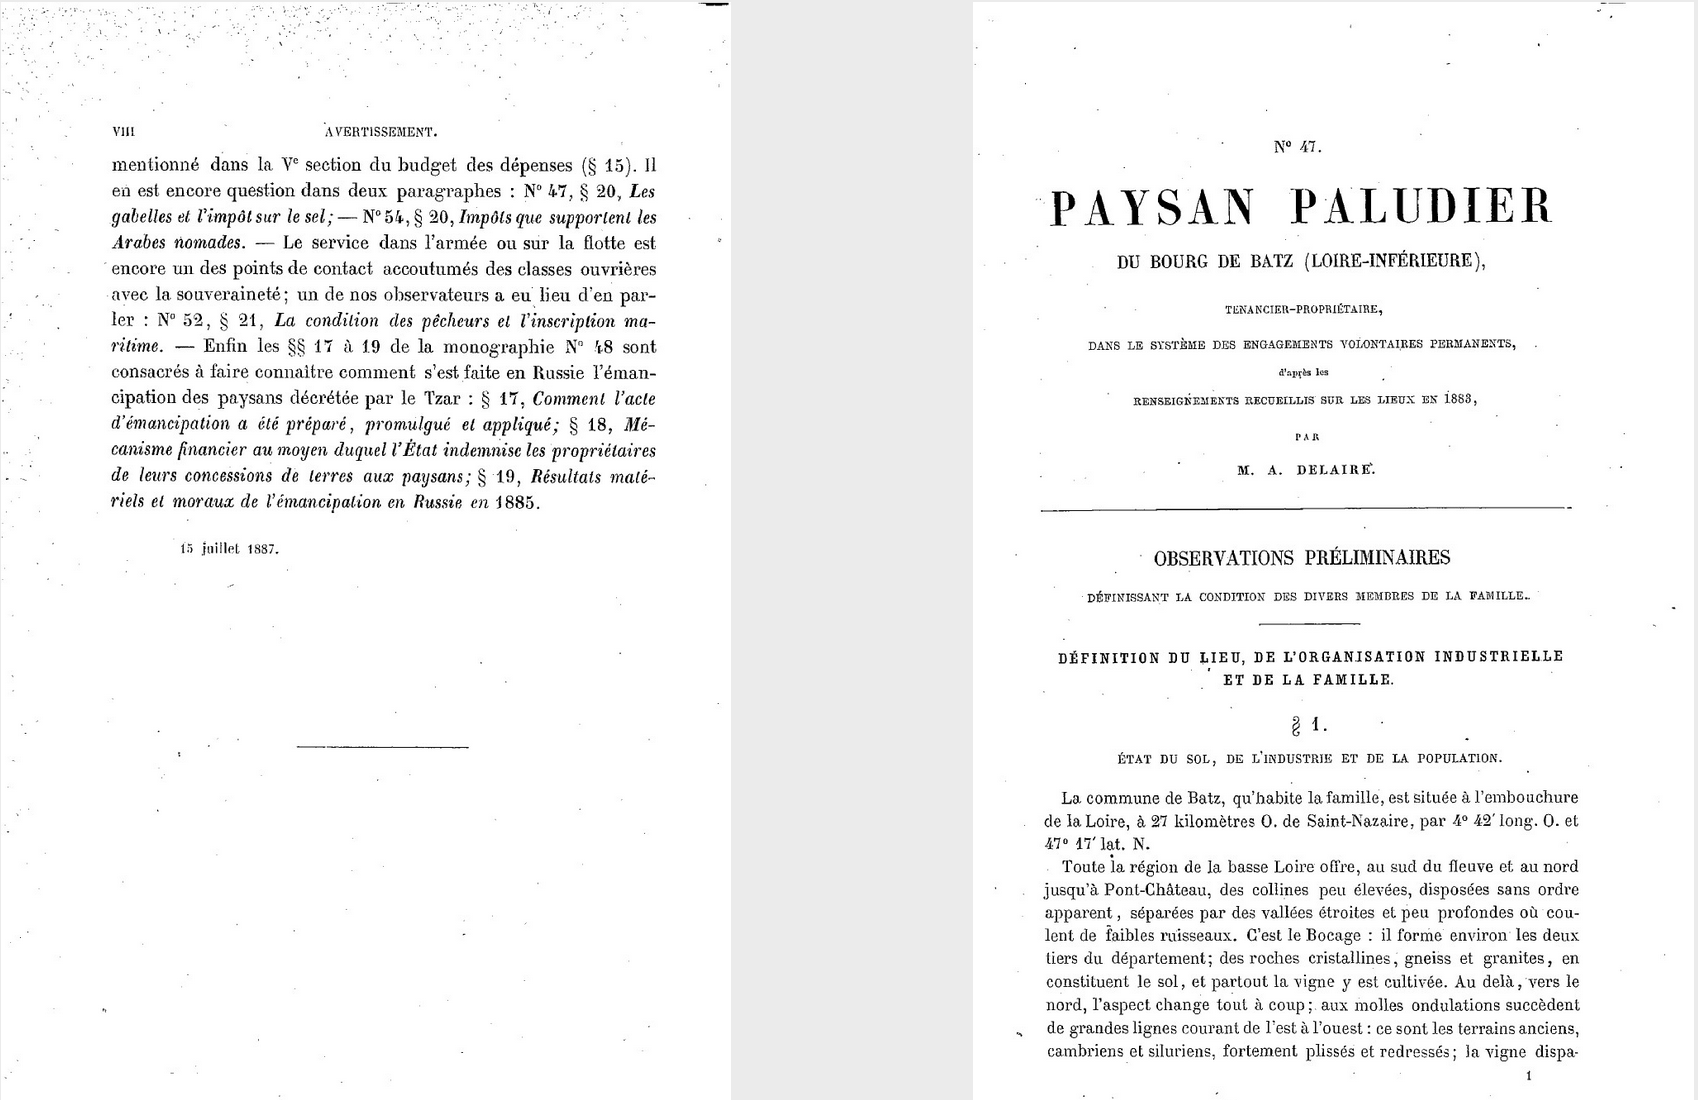 VIII AVERTISSEMENT.
mentionné dans la Ve section du budget des dépenses (§ 15). Il
en est encore question dans deux paragraphes : N° 47, § 20, Les
gabelles et l'impôt sur le sel; — N° 54, § 20, Impôts que supportent les
Arabes nomades. — Le service dans l'armée ou sur la flotte est
encore un des points de contact accoutumés des classes ouvrières
avec la souveraineté; un de nos observateurs a eu lieu d'en par-
ler : N° 52, § 21, La condition des pêcheurs et l'inscription ma-
ritime. — Enfin les §§ 17 à 19 de la monographie N° 48 sont
consacrés à faire connaitre comment s'est faite en Russie l'éman-
cipation des paysans décrétée par le Tzar : § 17, Comment l'acte
d'émancipation a été préparé, promulgué et appliqué; § 18, Mé-
canisme financier au moyen duquel l'État indemnise les propriétaires
de leurs concessions de terres aux paysans; § 19, Résultats maté-
riels et moraux de l'émancipation en Russie en 1885.
15 juillet 1887.
N° 47.
PAYSAN PALUDIER
DU BOURG DE BATZ (LOIRE-INFÉRIEURE),
TENANCIER-PROPRIÉTAIRE,
DANS LE SYSTÈME DES ENGAGEMENTS VOLONTAIRES PERMANENTS,
d'après les
RENSEIGNEMENTS RECUEILLIS SUR LES LIEUX EN 1883,
PAR
M. A. DELAIRE.
OBSERVATIONS PRÉLIMINAIRES
DÉFINISSANT LA CONDITION DES DIVERS MEMBRES DE LA FAMILLE.
DÉFINITION DU LIEU, DE L'ORGANISATION INDUSTRIELLE
ET DE LA FAMILLE.
§ 1.
ÉTAT DU SOL, DE L'INDUSTRIE ET DE LA POPULATION.
La commune de Batz, qu'habite la famille, est située à l'embouchure
de la Loire, à 27 kilomètres O. de Saint-Nazaire, par 4° 42′ long. O. et
47° 17′ lat. N.
Toute la région de la basse Loire offre, au sud du fleuve et au nord
jusqu'à Pont-Château, des collines peu élevées, disposées sans ordre
apparent, séparées par des vallées étroites et peu profondes où cou-
lent de faibles ruisseaux. C'est le Bocage : il forme environ les deux
tiers du département; des roches cristallines, gneiss et granites, en
constituent le sol, et partout la vigne y est cultivée. Au delà, vers le
nord, l'aspect change tout à coup; aux molles ondulations succèdent
de grandes lignes courant de l'est à l'ouest : ce sont les terrains anciens,
cambriens et siluriens, fortement plissés et redressés; la vigne dispa-
1